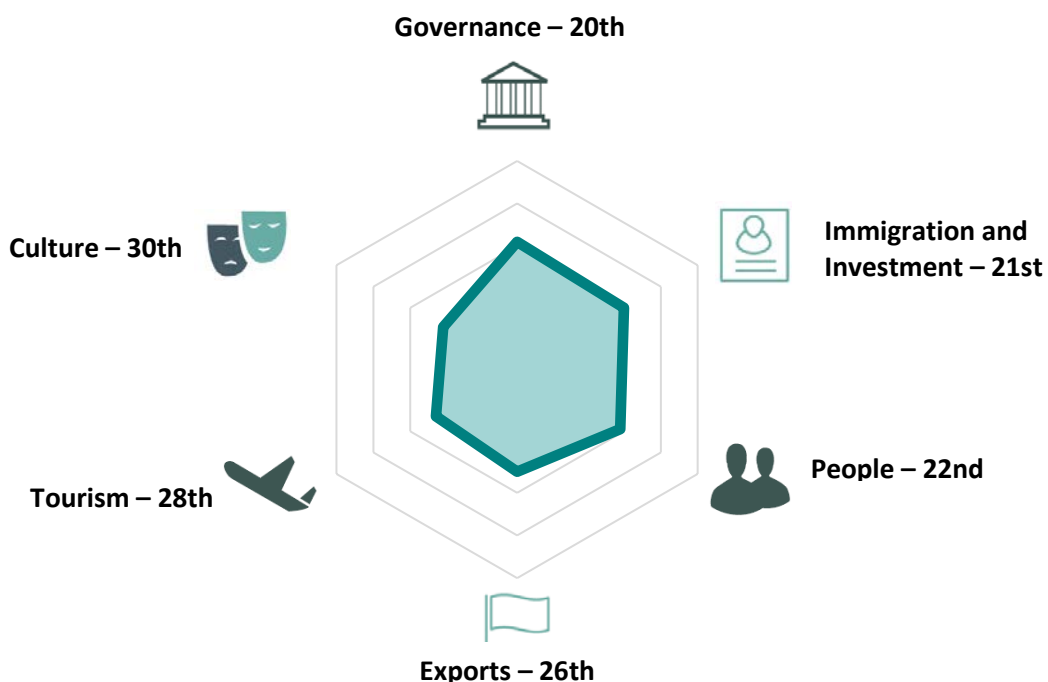 Governance – 20th
Culture – 30th
Immigration and
Investment – 21st
Tourism – 28th
People – 22nd
Exports – 26th